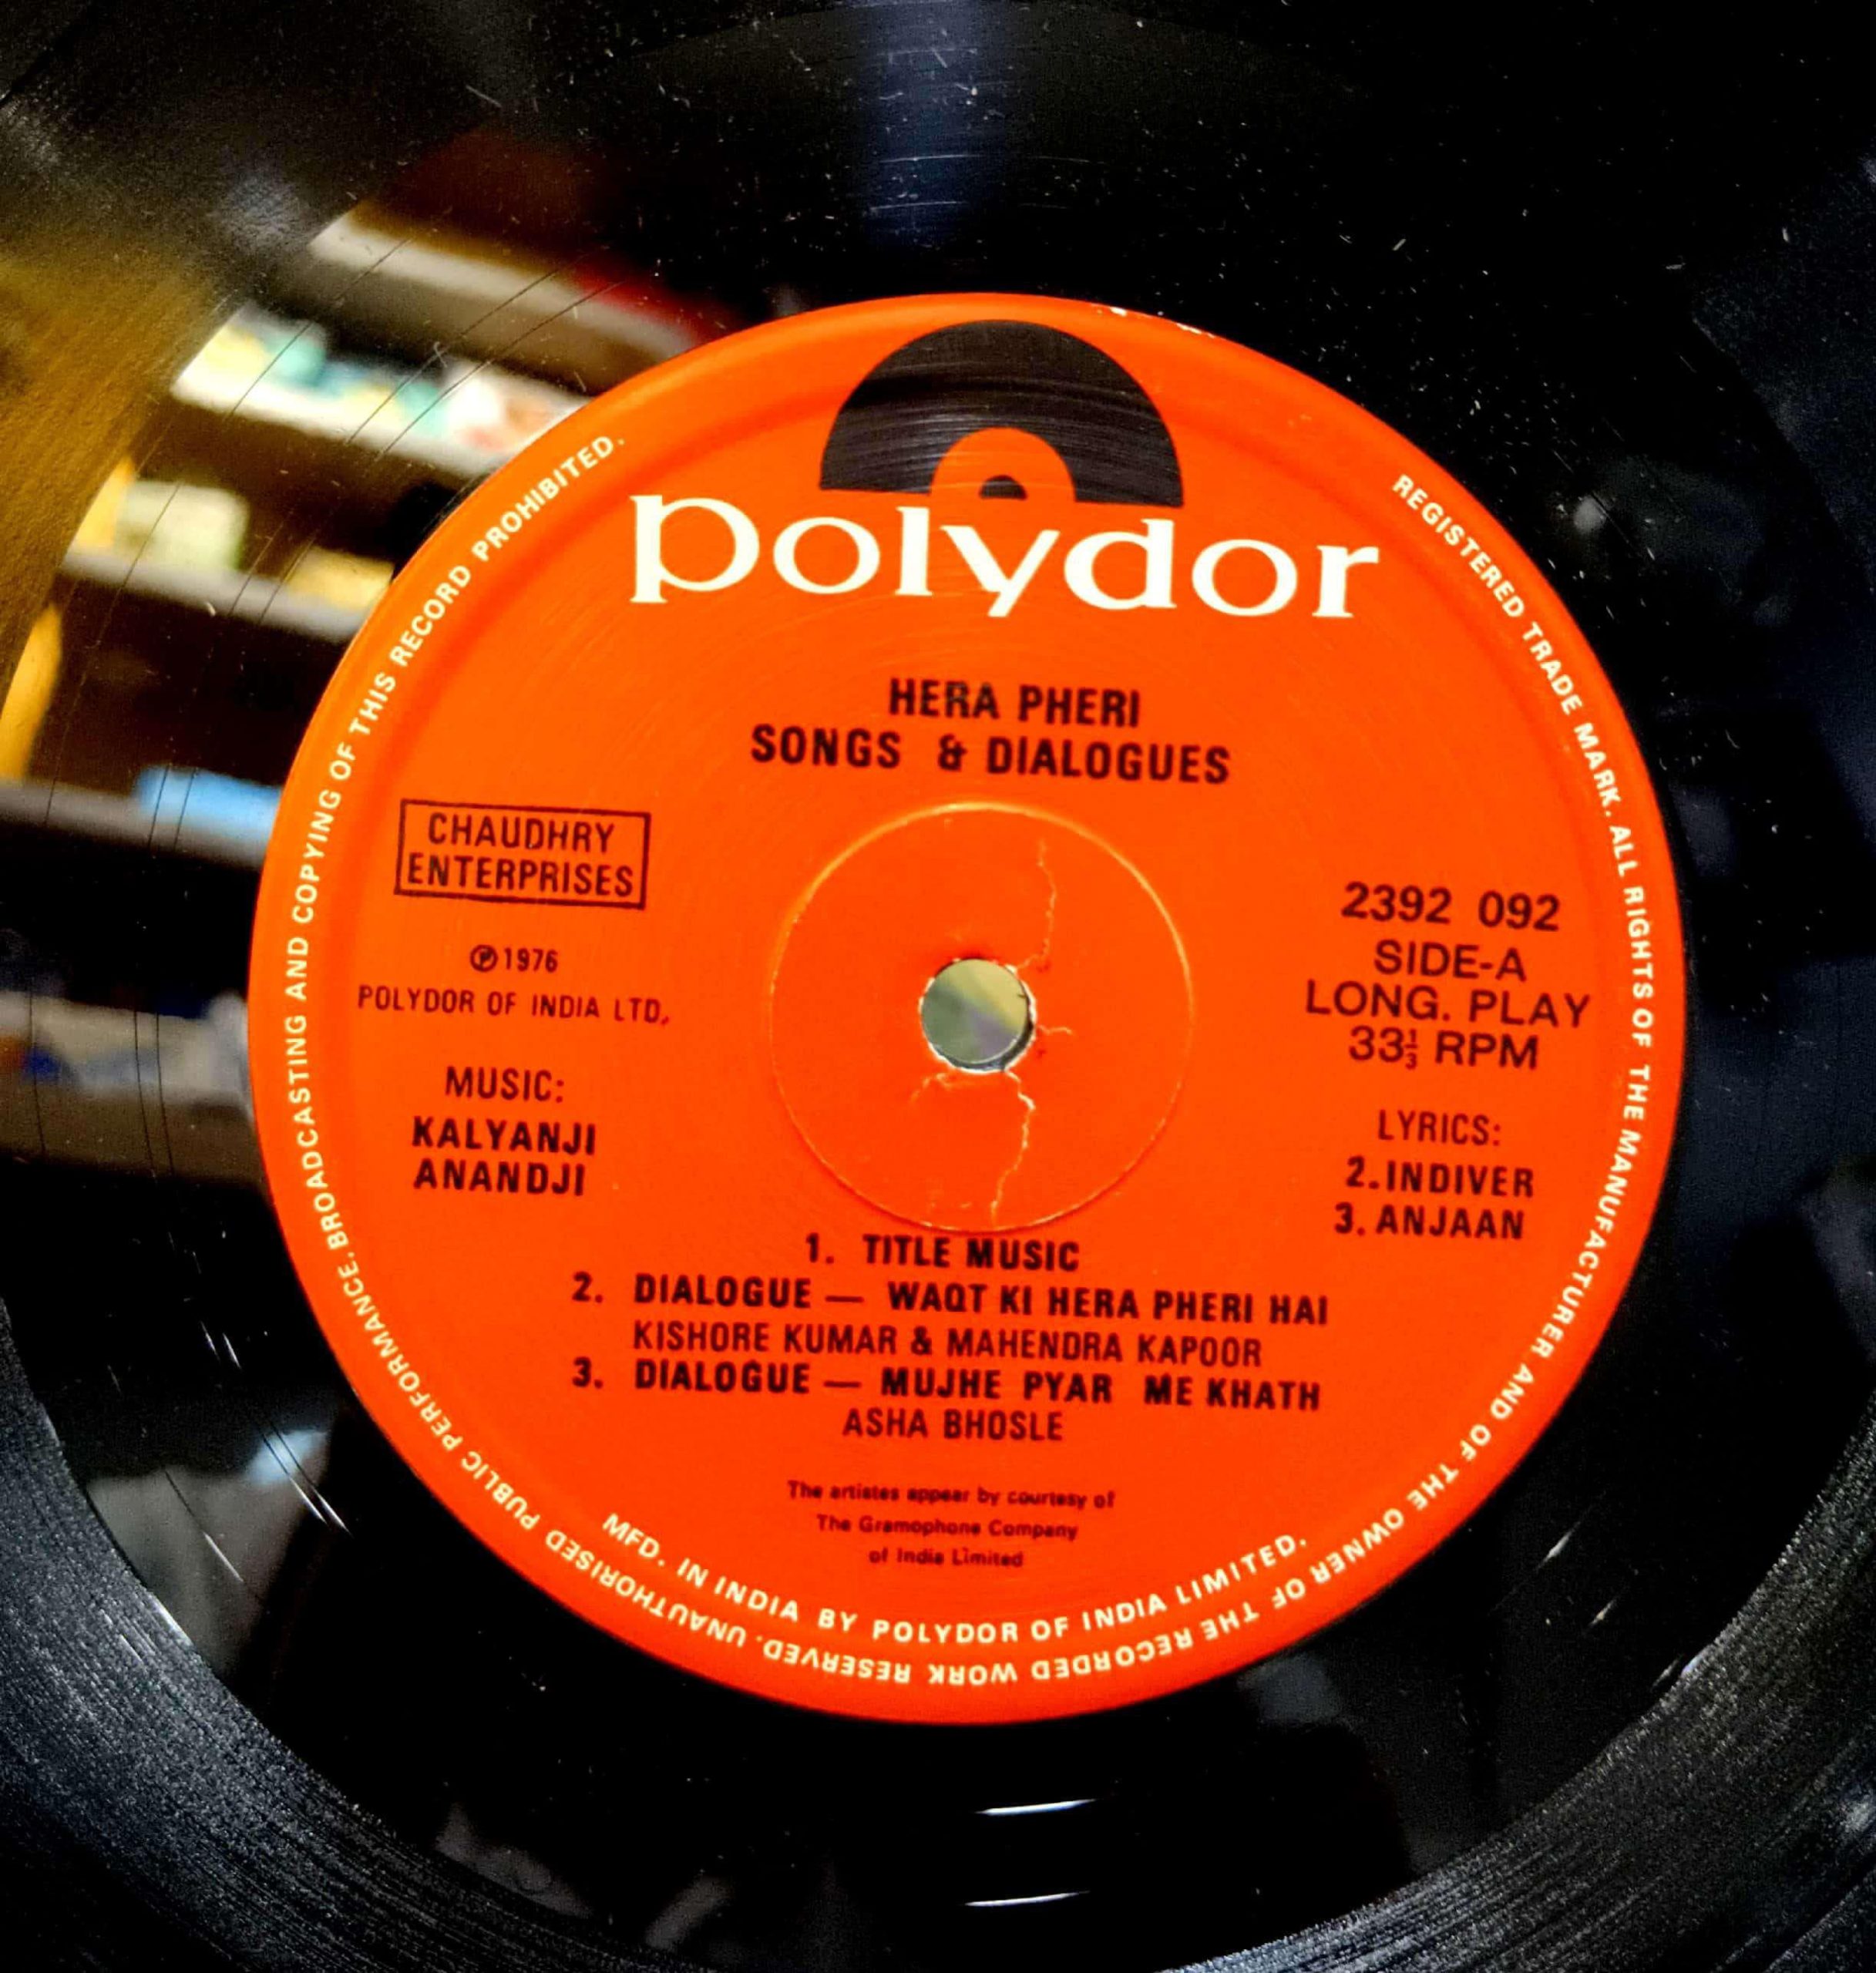 polydor
HERA PHERI
SONGS & DIALOGUES
CHAUDHRY
ENTERPRISES
℗1976
POLYDOR OF INDIA LTD.
MUSIC:
KALYANJI
ANANDJI
2392 092
SIDE-A
LONG. PLAY
33⅓ RPM
LYRICS:
2.INDIVER
3. ANJAAN
1. TITLE MUSIC
2. DIALOGUE — WAQT KI HERA PHERI HAI
KISHORE KUMAR & MAHENDRA KAPOOR
3. DIALOGUE — MUJHE PYAR ME KHATH
ASHA BHOSLE
The artistes appear by courtesy of
The Gramophone Company
of India Limited
MFD. IN INDIA BY POLYDOR OF INDIA LIMITED.
REGISTERED TRADE MARK. ALL RIGHTS OF THE MANUFACTURER AND OF THE OWNER OF THE RECORDED WORK RESERVED. UNAUTHORISED PUBLIC PERFORMANCE. BROADCASTING AND COPYING OF THIS RECORD PROHIBITED.